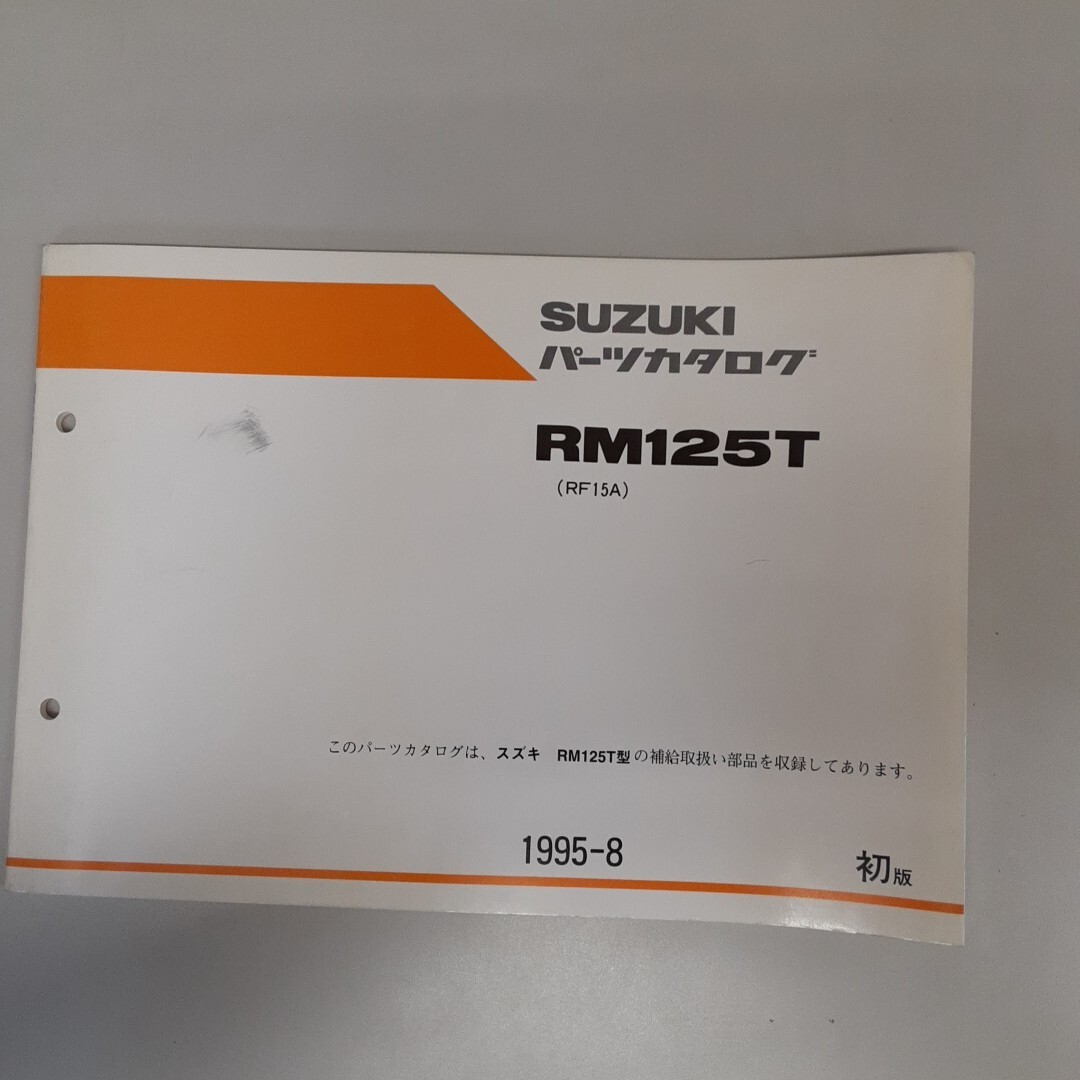 SUZUKI
パーツカタログ
RM125T
(RF15A)
このパーツカタログは、スズキ RM125T型の補給取扱い部品を収録してあります。
1995-8
初版